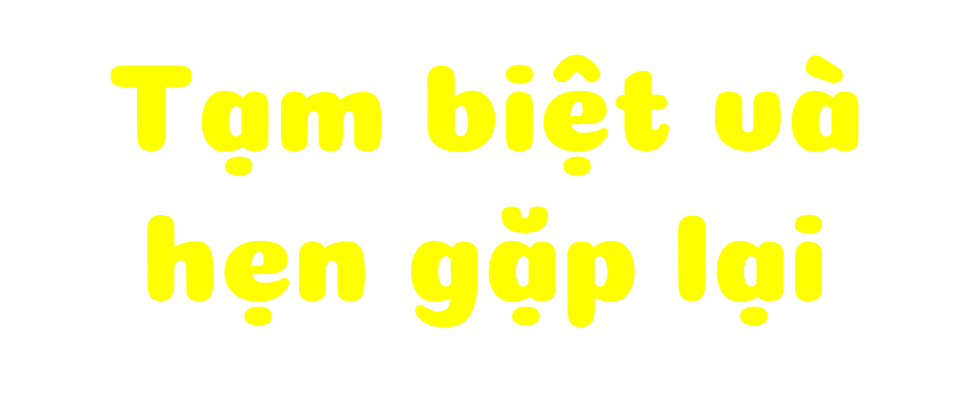 Tạm biệt và
hẹn gặp lại